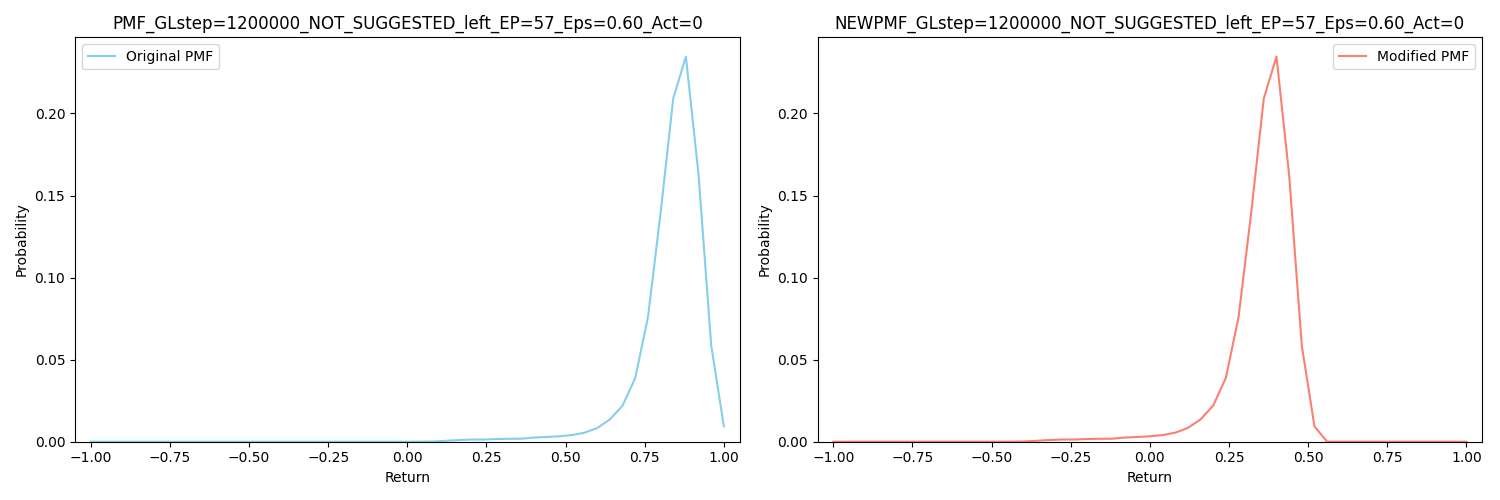 PMF_GLstep=1200000_NOT_SUGGESTED_left_EP=57_Eps=0.60_Act=0
Original PMF
0.20
0.15
0.10
0.05
0.00
Probability
−1.00 −0.75 −0.50 −0.25 0.00 0.25 0.50 0.75 1.00
Return
NEWPMF_GLstep=1200000_NOT_SUGGESTED_left_EP=57_Eps=0.60_Act=0
Modified PMF
0.20
0.15
0.10
0.05
0.00
Probability
−1.00 −0.75 −0.50 −0.25 0.00 0.25 0.50 0.75 1.00
Return